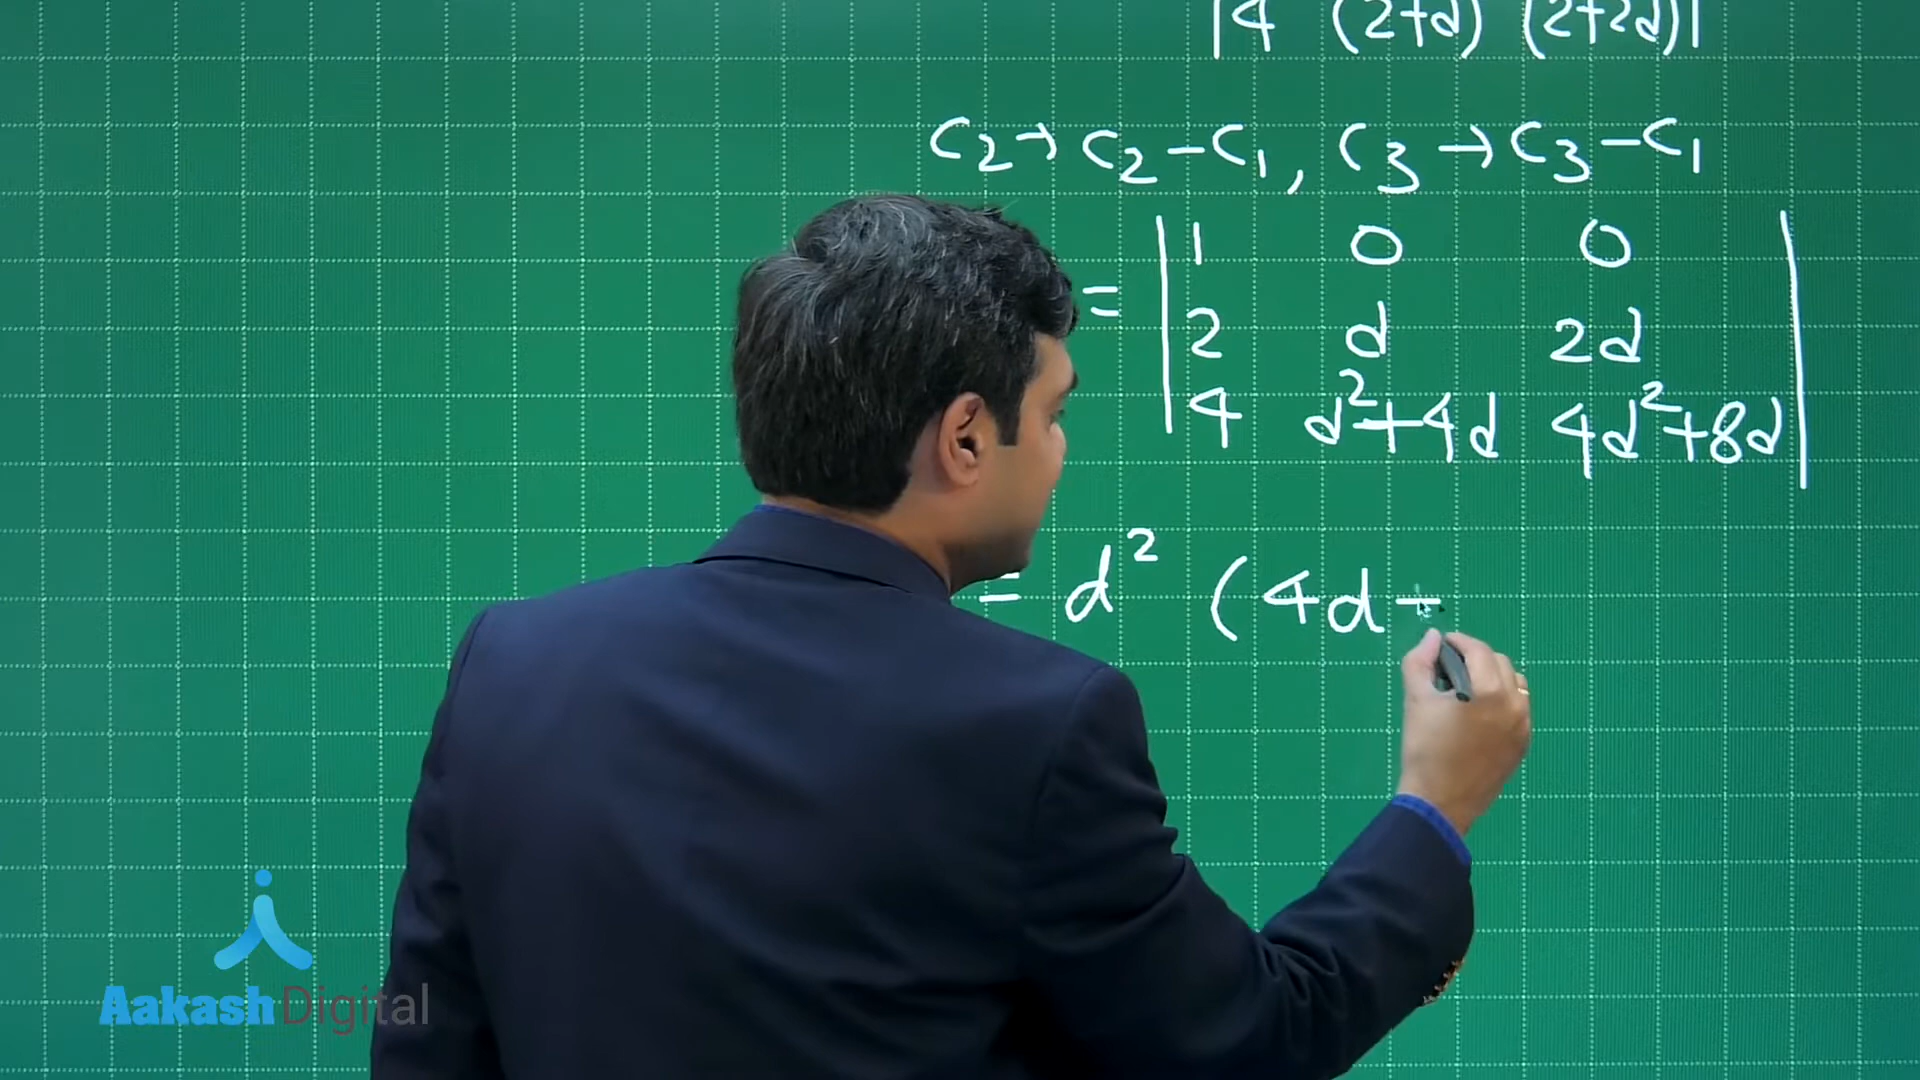 |4 (2+d) (2+2d)|
C₂→C₂-C₁, C₃→C₃-C₁
= |1 0 0|
|2 d 2d|
|4 d²+4d 4d²+8d|
= d² (4d +
Aakash Digital